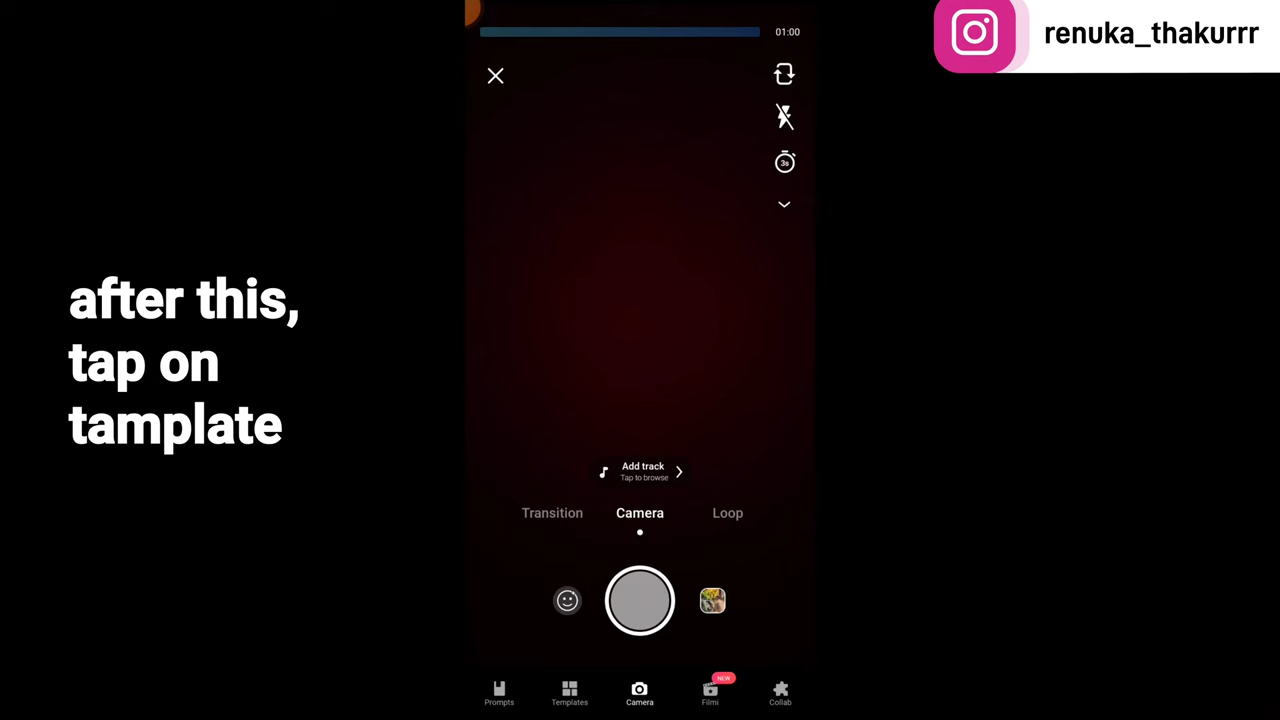 renuka_thakurrr
01:00
3s
after this,
tap on
tamplate
Add track
Tap to browse
Transition Camera Loop
NEW
Prompts Templates Camera Filmi Collab